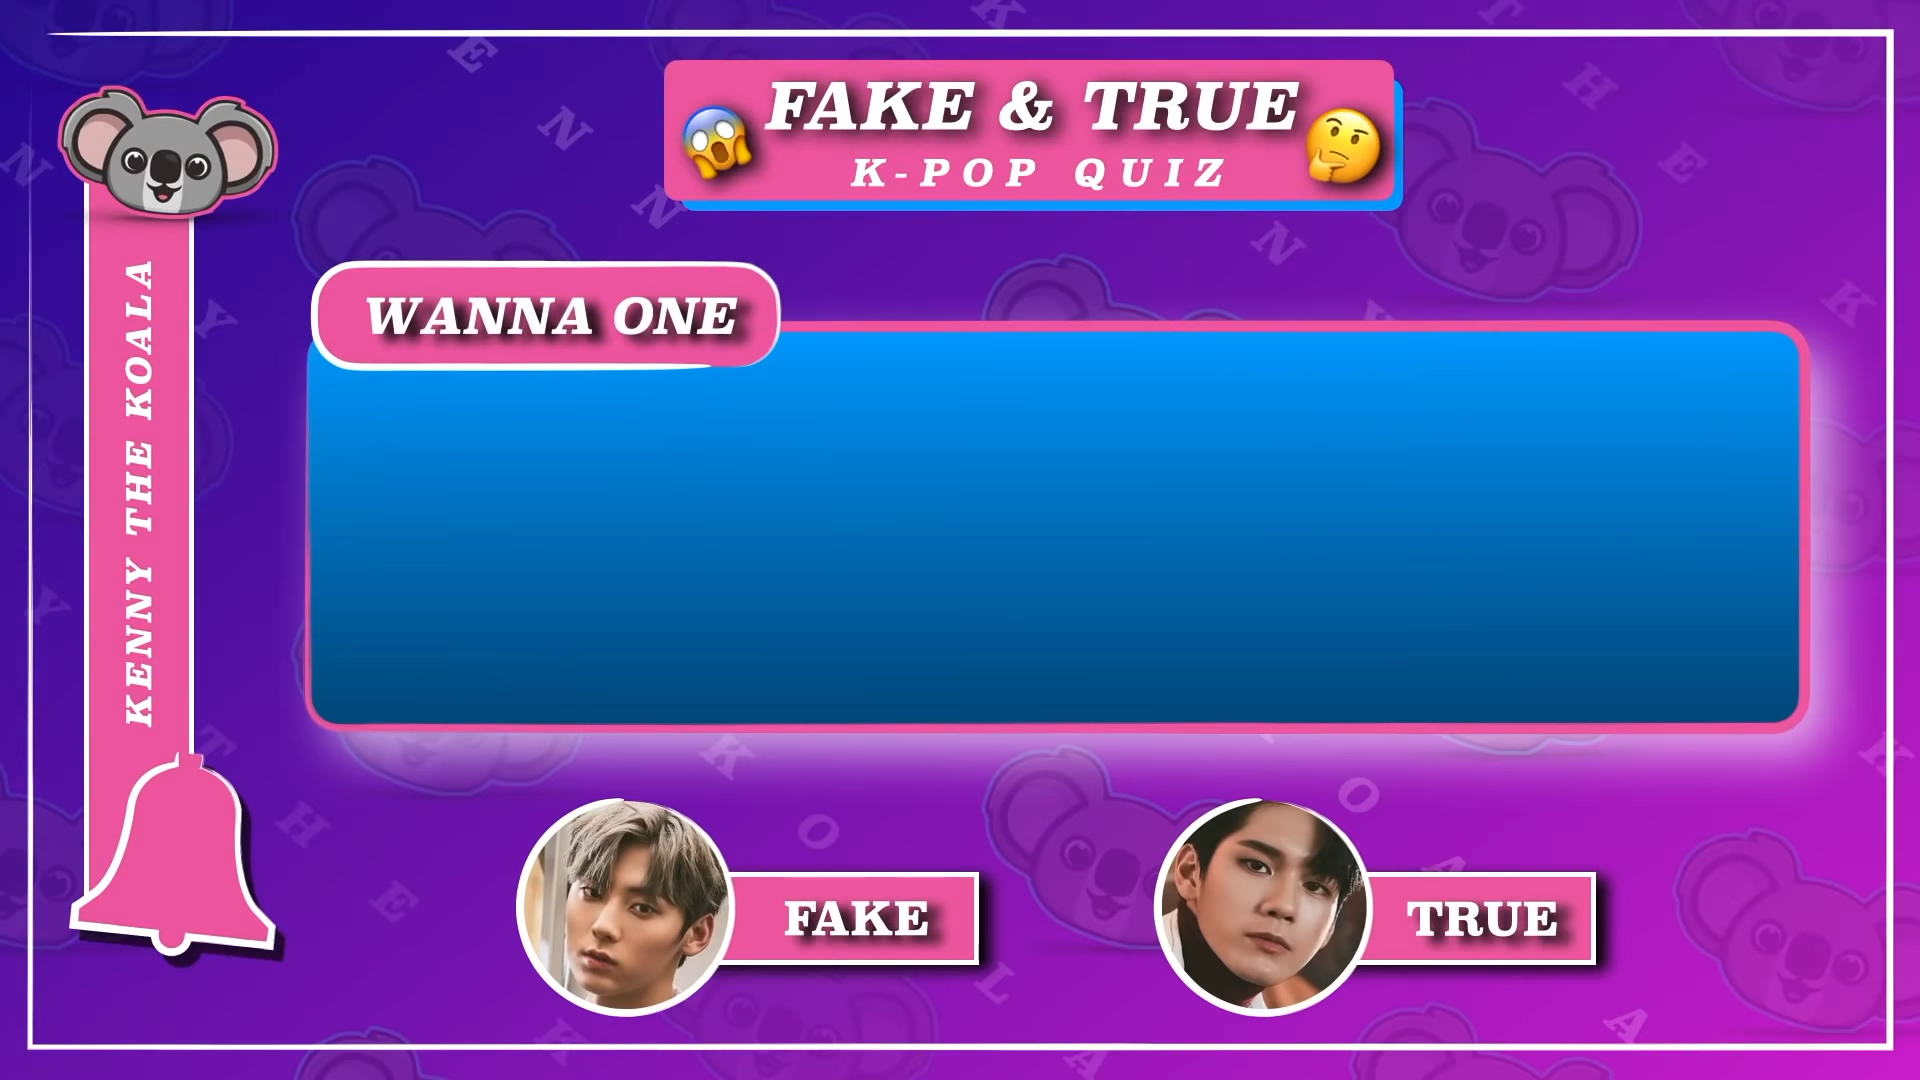 FAKE & TRUE
K-POP QUIZ
WANNA ONE
KENNY THE KOALA
FAKE
TRUE